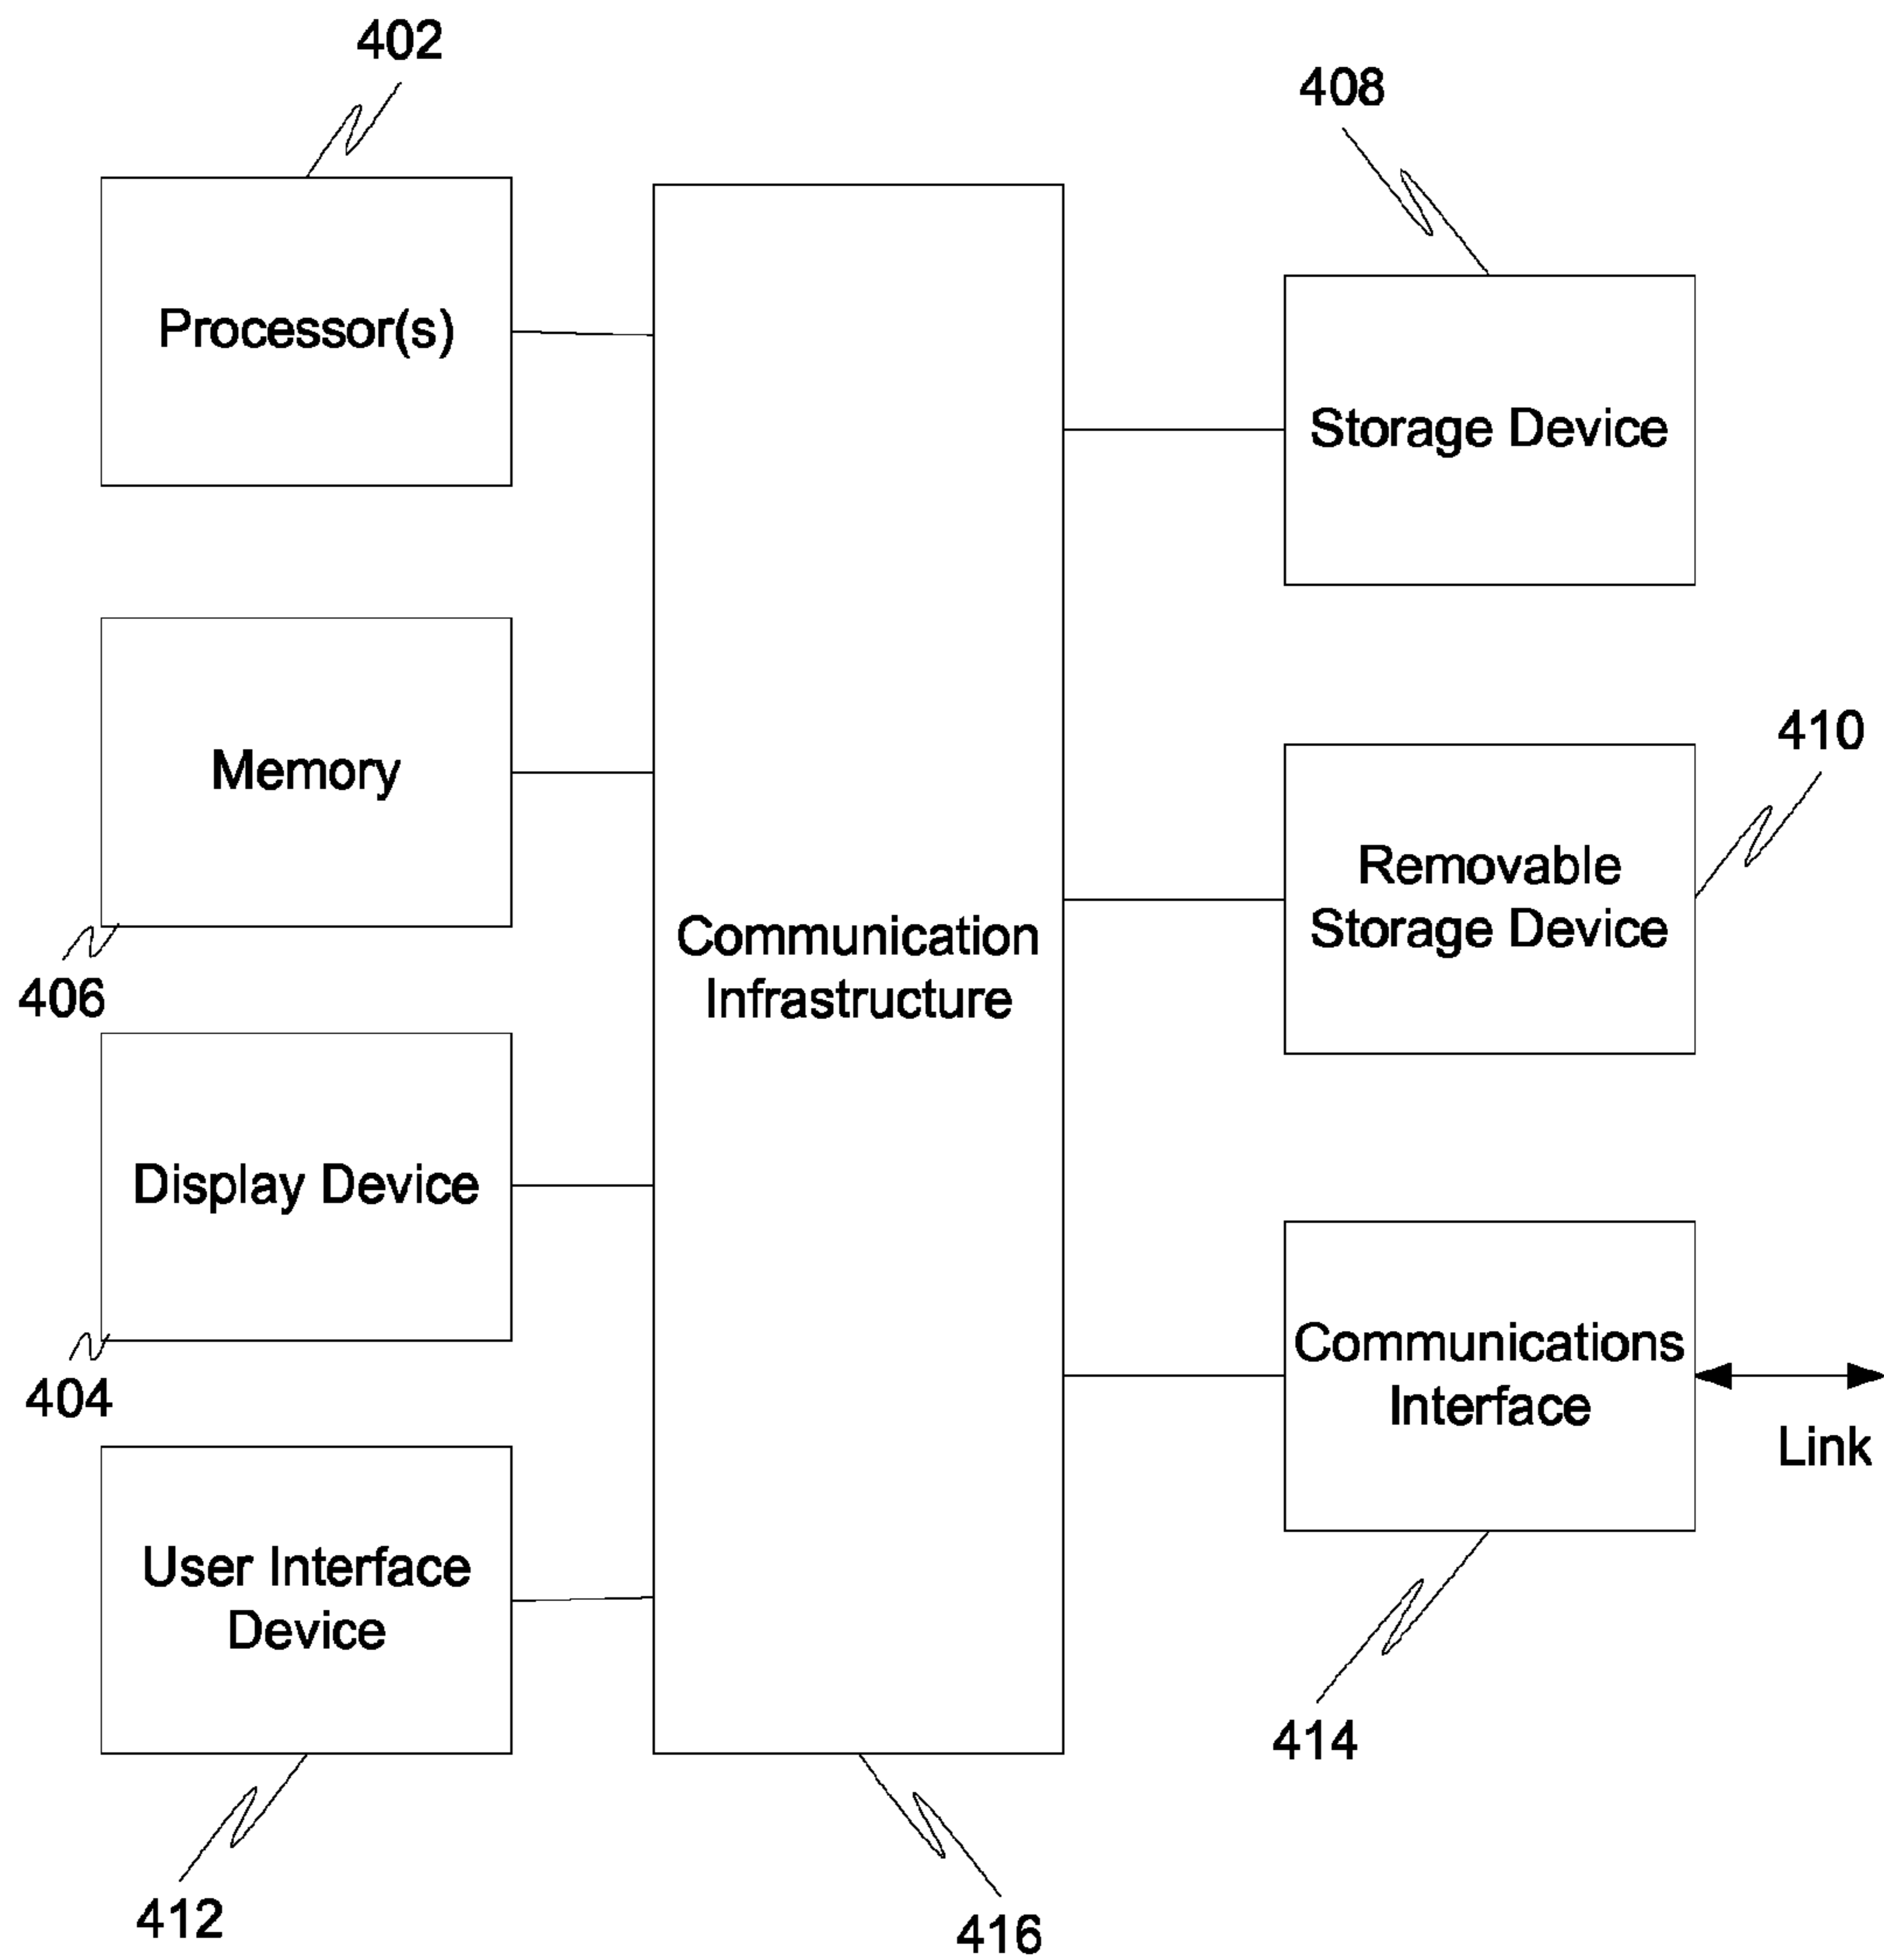 402
408
Processor(s)
Storage Device
Memory
410
Removable
Storage Device
Communication
Infrastructure
406
Display Device
404
Communications
Interface
Link
User Interface
Device
414
412
416